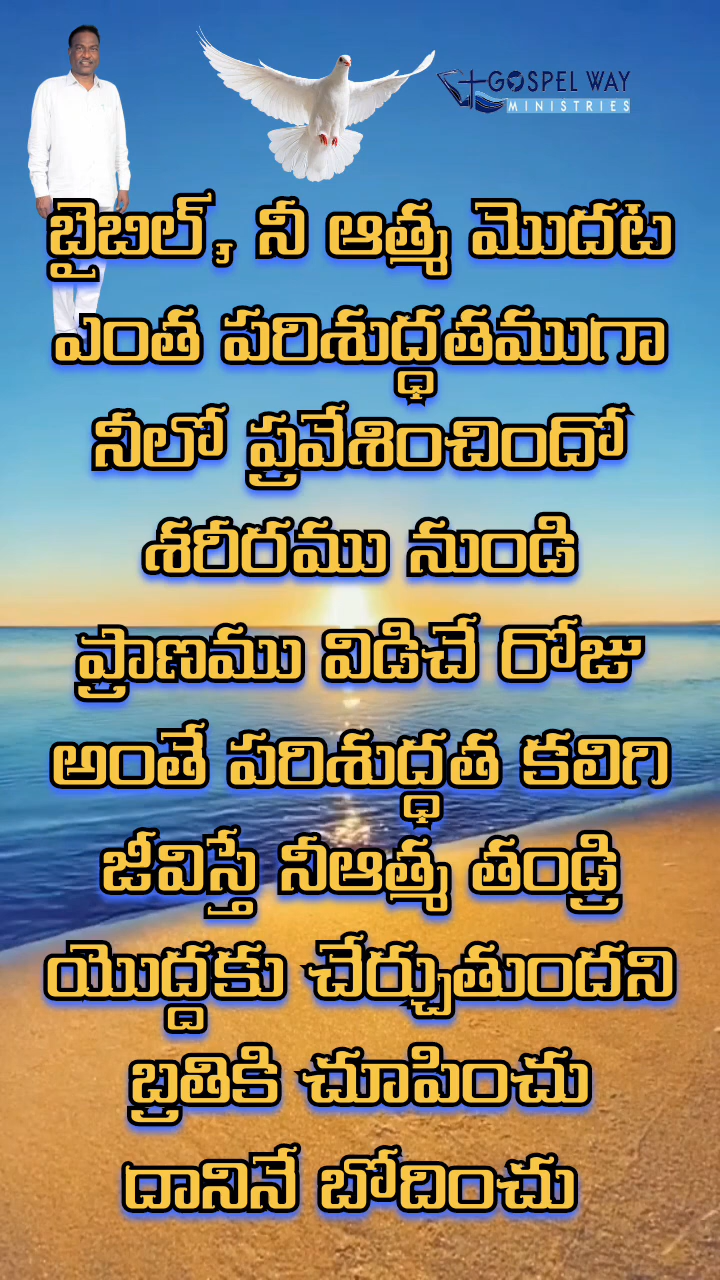 GOSPEL WAY
MINISTRIES
బైబిల్, నీ ఆత్మ మొదట
ఎంత పరిశుద్ధతముగా
నీలో ప్రవేశించిందో
శరీరము నుండి
ప్రాణము విడిచే రోజు
అంతే పరిశుద్ధత కలిగి
జీవిస్తే నీఆత్మ తండ్రి
యొద్దకు చేర్చుతుందని
బ్రతికి చూపించు
దానినే బోదించు